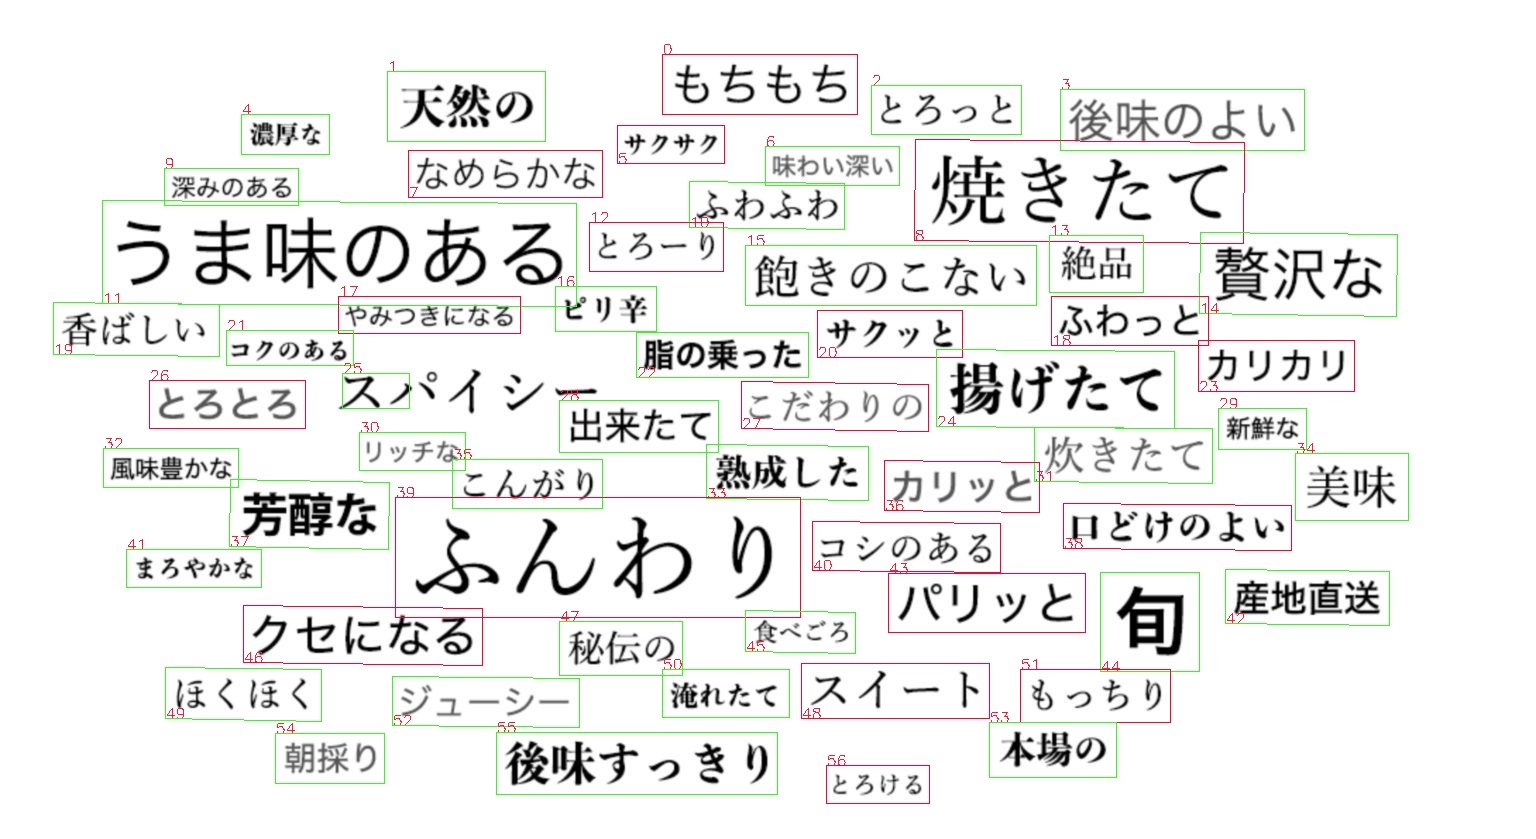 0
もちもち
1
天然の
2
とろっと
3
後味のよい
4
濃厚な
サクサク
5
6
味わい深い
なめらかな
7
焼きたて
8
9
深みのある
ふわふわ
10
うま味のある
11
12
とろーり
13
絶品
贅沢な
14
15
飽きのこない
16
ピリ辛
17
やみつきになる
ふわっと
18
香ばしい
19
サクッと
20
21
コクのある
脂の乗った
22
カリカリ
23
揚げたて
24
25
スパイシー
26
とろとろ
こだわりの
27
28
出来たて
29
新鮮な
30
リッチな
炊きたて
31
32
風味豊かな
熟成した
33
34
美味
35
こんがり
カリッと
36
芳醇な
37
口どけのよい
38
39
ふんわり
コシのある
40
41
まろやかな
産地直送
42
43
パリッと
旬
44
食べごろ
45
クセになる
46
47
秘伝の
スイート
48
ほくほく
49
50
淹れたて
51
もっちり
ジューシー
52
53
本場の
54
朝採り
55
後味すっきり
56
とろける